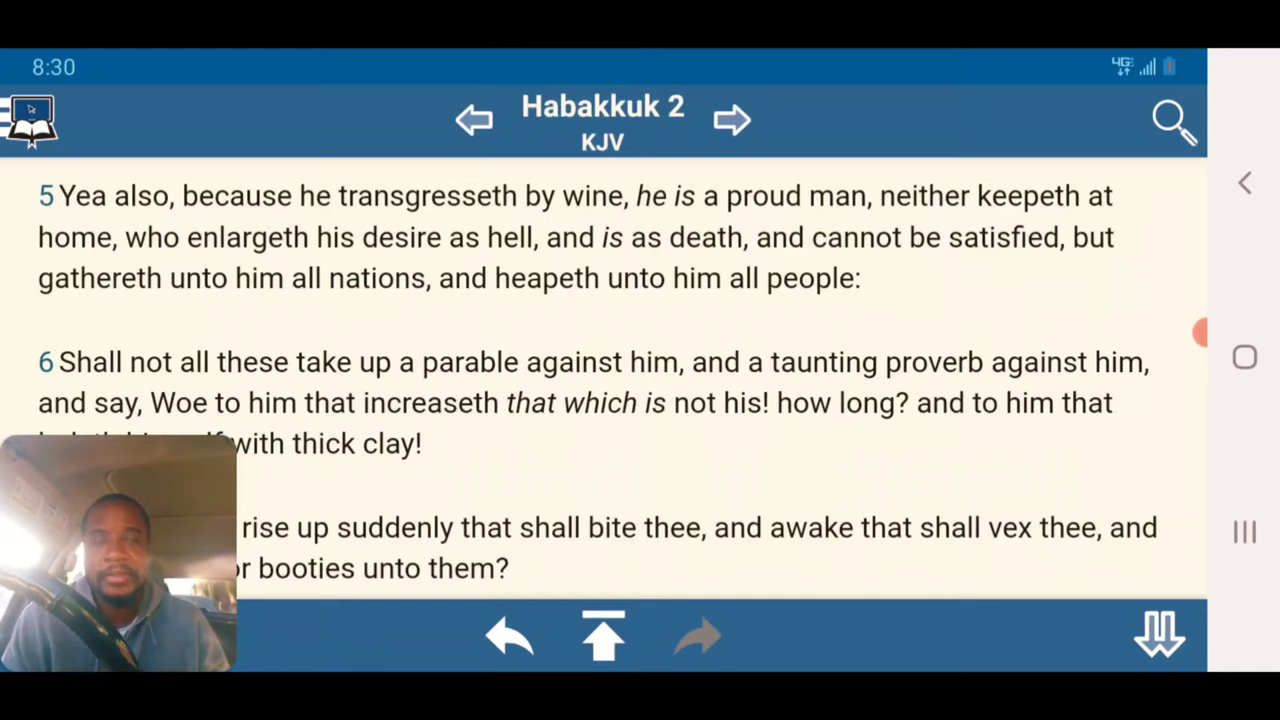 8:30
4G
Habakkuk 2
KJV
5 Yea also, because he transgresseth by wine, he is a proud man, neither keepeth at
home, who enlargeth his desire as hell, and is as death, and cannot be satisfied, but
gathereth unto him all nations, and heapeth unto him all people:
6 Shall not all these take up a parable against him, and a taunting proverb against him,
and say, Woe to him that increaseth that which is not his! how long? and to him that
with thick clay!
rise up suddenly that shall bite thee, and awake that shall vex thee, and
booties unto them?